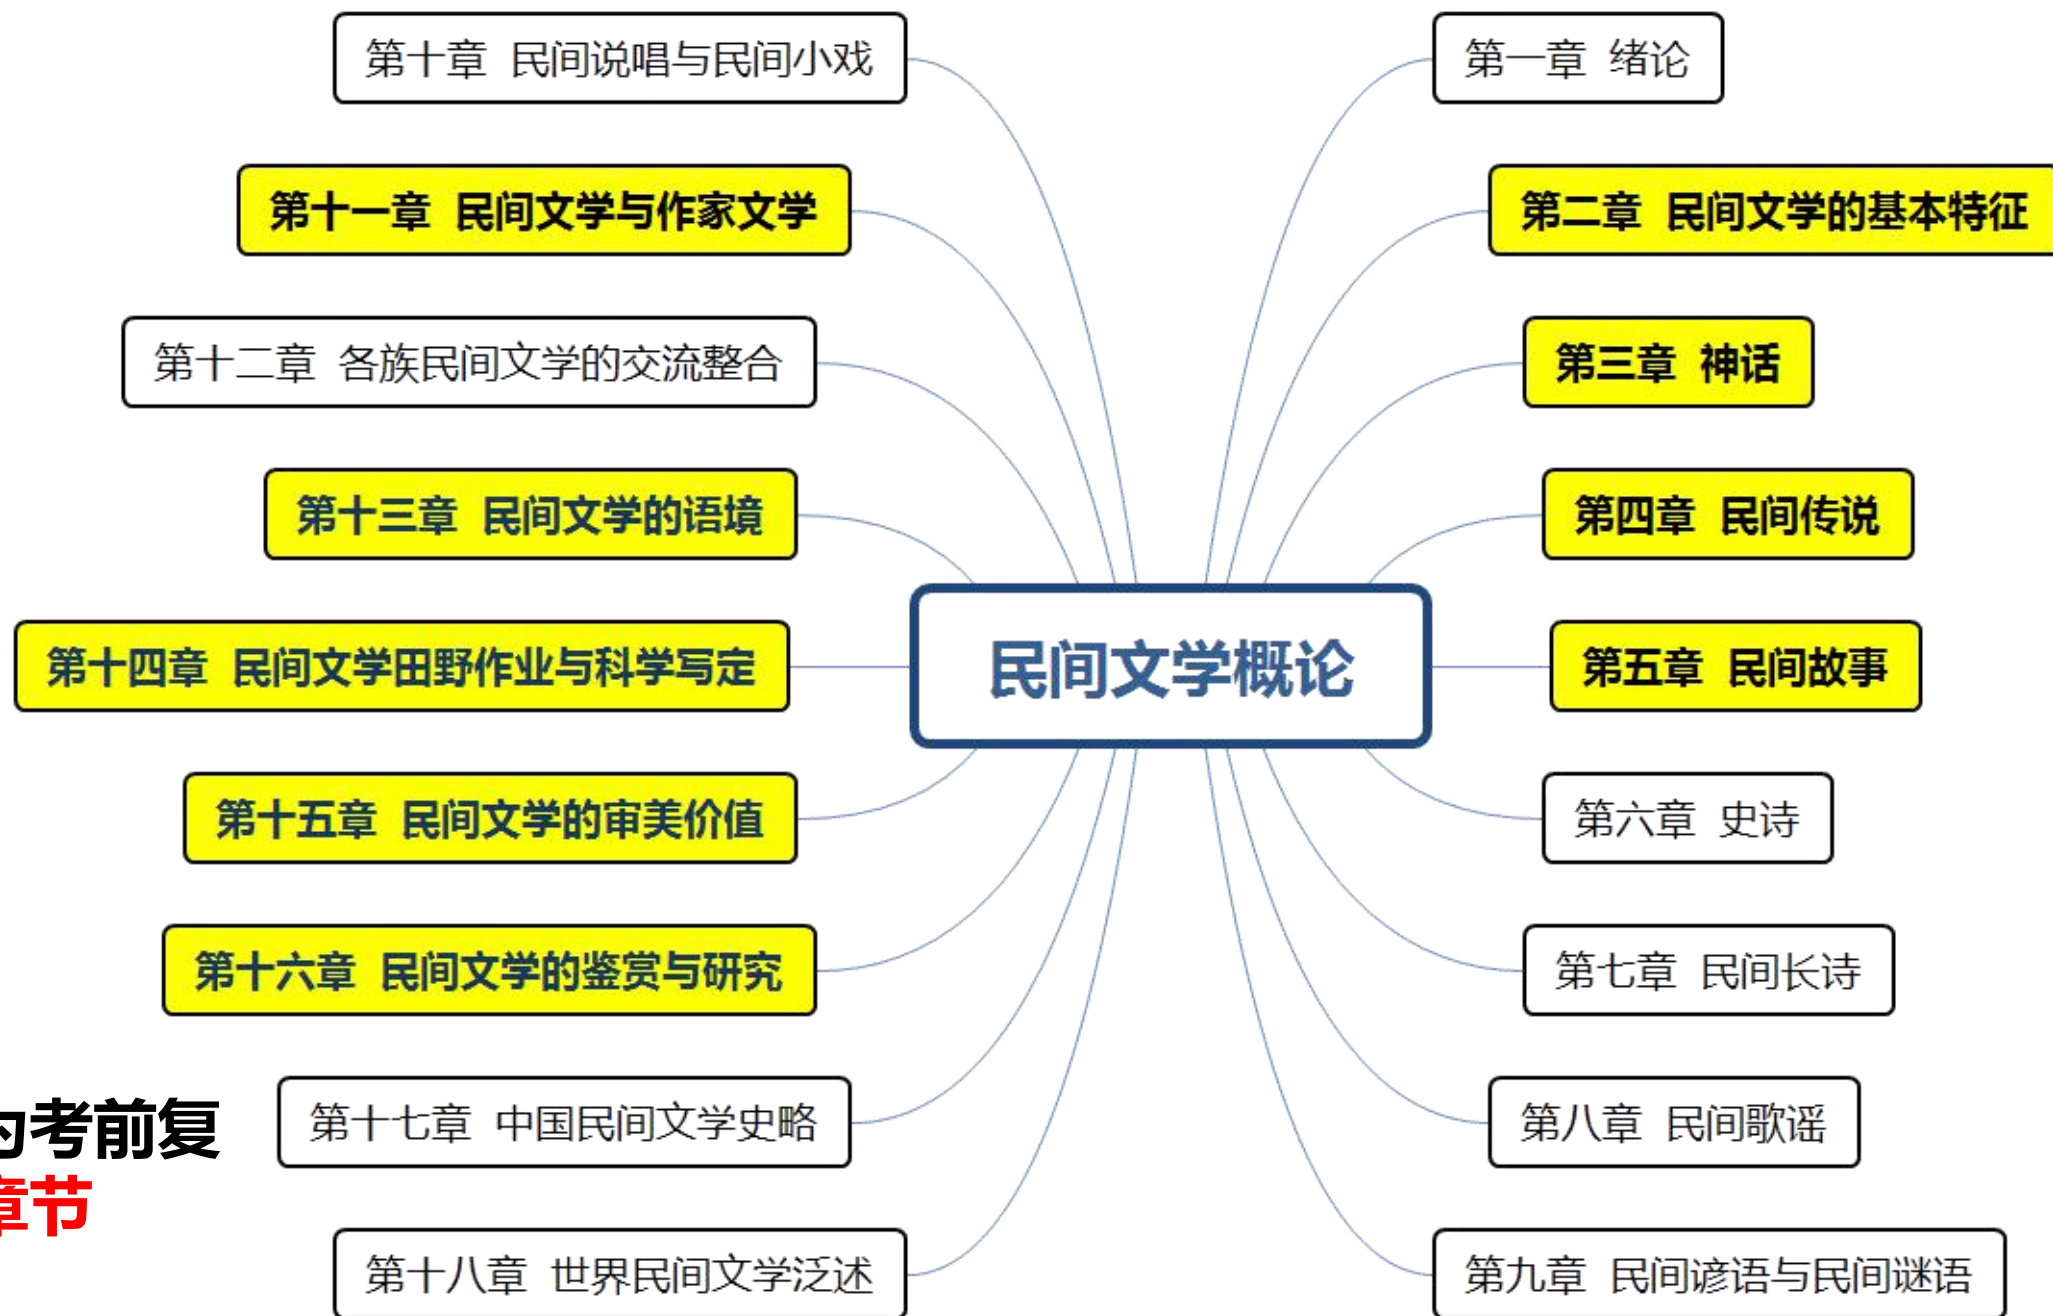 第十章 民间说唱与民间小戏
第十一章 民间文学与作家文学
第十二章 各族民间文学的交流整合
第十三章 民间文学的语境
第十四章 民间文学田野作业与科学写定
第十五章 民间文学的审美价值
第十六章 民间文学的鉴赏与研究
第十七章 中国民间文学史略
第十八章 世界民间文学泛述
为考前复
章节
民间文学概论
第一章 绪论
第二章 民间文学的基本特征
第三章 神话
第四章 民间传说
第五章 民间故事
第六章 史诗
第七章 民间长诗
第八章 民间歌谣
第九章 民间谚语与民间谜语